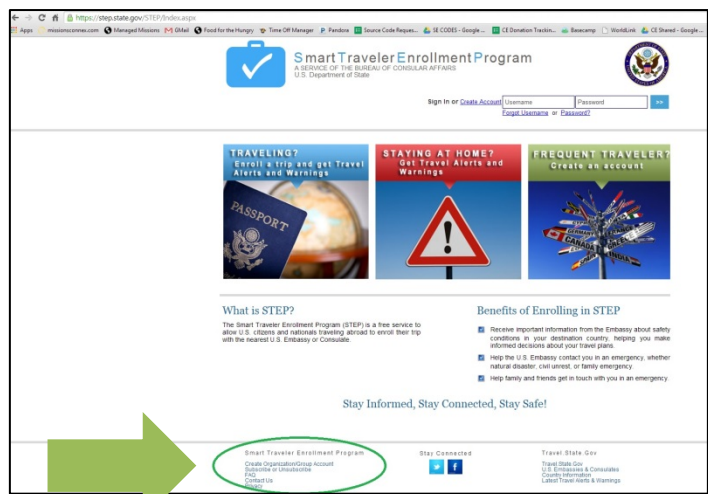 https://step.state.gov/STEP/Index.aspx
Apps missionsconnex.com Managed Missions GMail Food for the Hungry Time Off Manager Pandora Source Code Reques... SE CODES - Google ... CE Donation Trackin... Basecamp WorldLink CE Shared - Google ...
Smart Traveler Enrollment Program
A SERVICE OF THE BUREAU OF CONSULAR AFFAIRS
U.S. Department of State
Sign In or Create Account Username Password >>
Forgot Username or Password?
TRAVELING?
Enroll a trip and get Travel
Alerts and Warnings
PASSPORT
STAYING AT HOME?
Get Travel Alerts and
Warnings
FREQUENT TRAVELER?
Create an account
GERMANY
CANADA
GREECE
INDIA
What is STEP?
The Smart Traveler Enrollment Program (STEP) is a free service to
allow U.S. citizens and nationals traveling abroad to enroll their trip
with the nearest U.S. Embassy or Consulate.
Benefits of Enrolling in STEP
Receive important information from the Embassy about safety
conditions in your destination country, helping you make
informed decisions about your travel plans.
Help the U.S. Embassy contact you in an emergency, whether
natural disaster, civil unrest, or family emergency.
Help family and friends get in touch with you in an emergency.
Stay Informed, Stay Connected, Stay Safe!
Smart Traveler Enrollment Program
Create Organization/Group Account
Subscribe or Unsubscribe
FAQ
Contact Us
Privacy
Stay Connected
Travel.State.Gov
Travel.State.Gov
U.S. Embassies & Consulates
Country Information
Latest Travel Alerts & Warnings